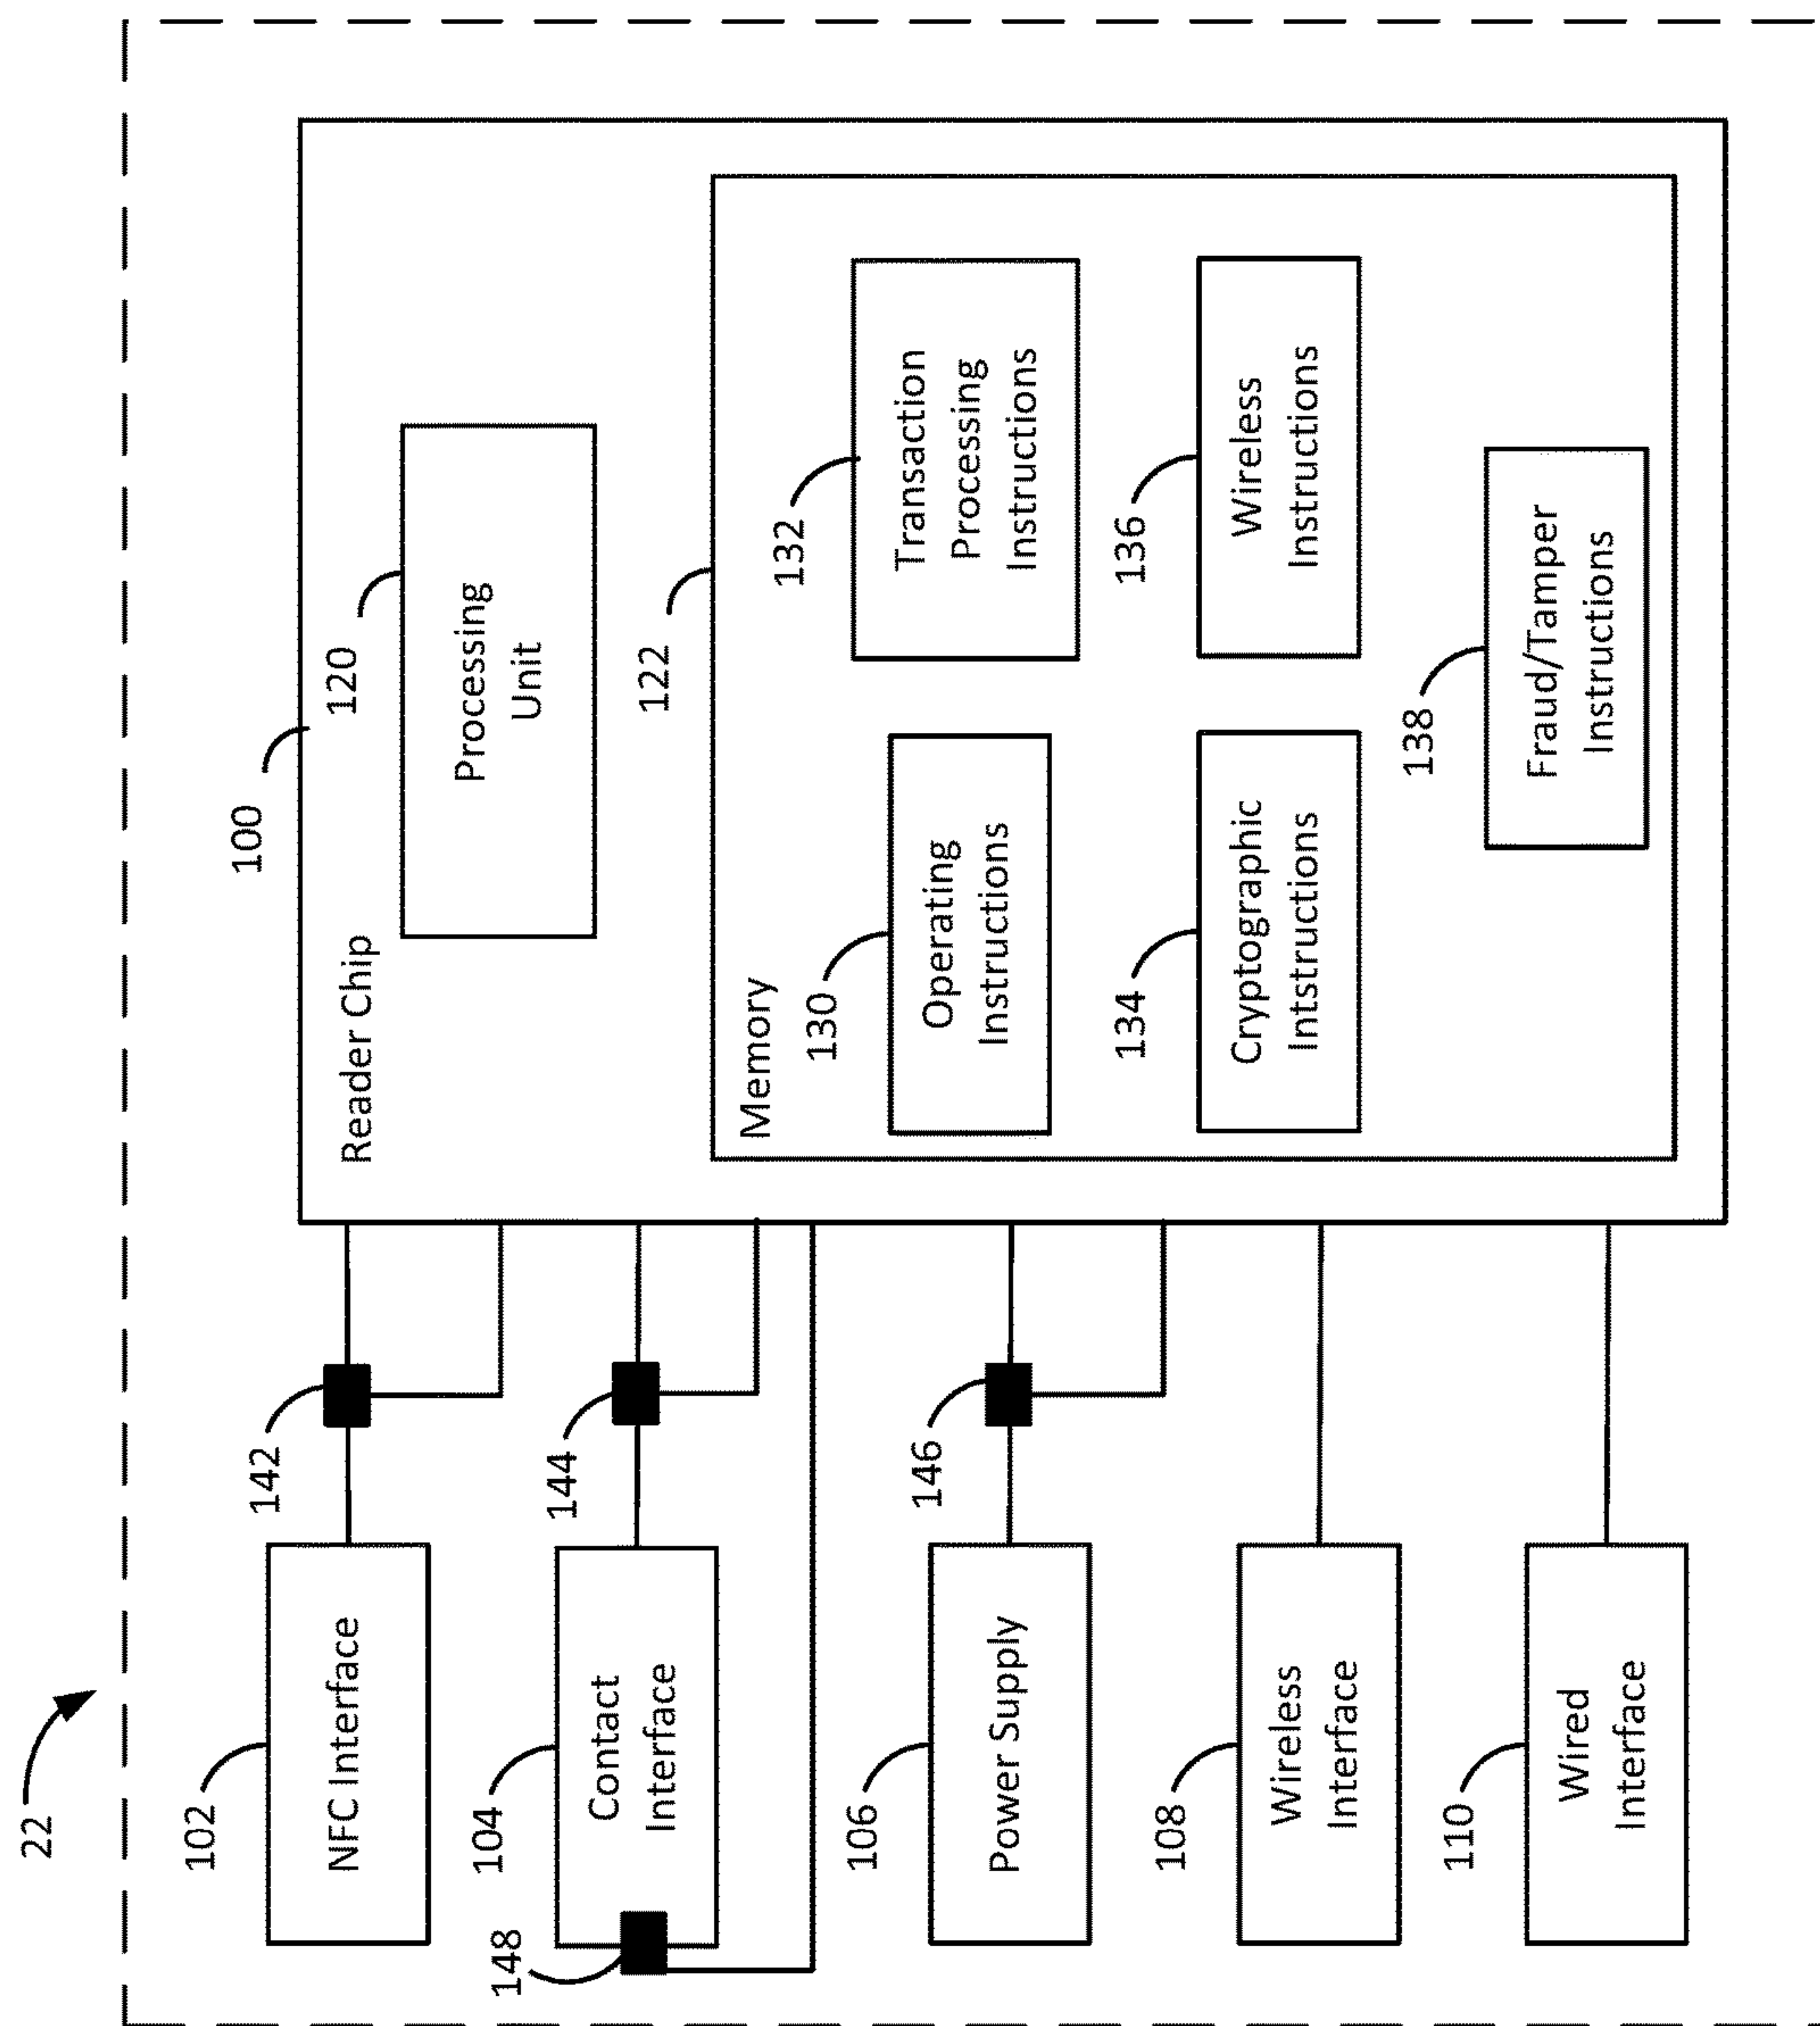 22
102
NFC Interface
142
100
Reader Chip
120
Processing
Unit
104
Contact
Interface
148
144
122
Memory
130
Operating
Instructions
132
Transaction
Processing
Instructions
106
Power Supply
146
134
Cryptographic
Intstructions
136
Wireless
Instructions
108
Wireless
Interface
138
Fraud/Tamper
Instructions
110
Wired
Interface